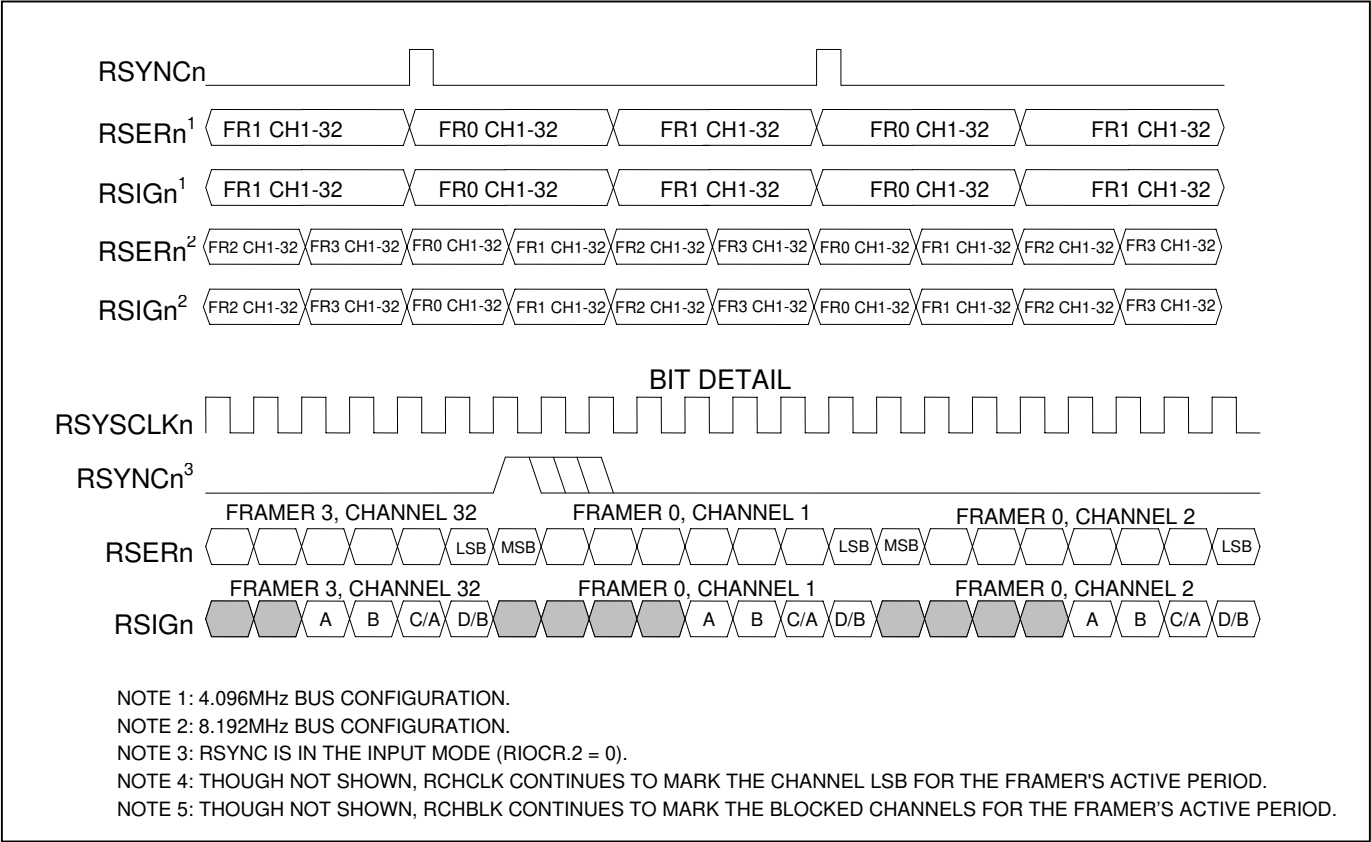 RSYNCn
RSERn1 FR1 CH1-32 FR0 CH1-32 FR1 CH1-32 FR0 CH1-32 FR1 CH1-32
RSIGn1 FR1 CH1-32 FR0 CH1-32 FR1 CH1-32 FR0 CH1-32 FR1 CH1-32
RSERn2 FR2 CH1-32 FR3 CH1-32 FR0 CH1-32 FR1 CH1-32 FR2 CH1-32 FR3 CH1-32 FR0 CH1-32 FR1 CH1-32 FR2 CH1-32 FR3 CH1-32
RSIGn2 FR2 CH1-32 FR3 CH1-32 FR0 CH1-32 FR1 CH1-32 FR2 CH1-32 FR3 CH1-32 FR0 CH1-32 FR1 CH1-32 FR2 CH1-32 FR3 CH1-32
BIT DETAIL
RSYSCLKn
RSYNCn3
FRAMER 3, CHANNEL 32 FRAMER 0, CHANNEL 1 FRAMER 0, CHANNEL 2
RSERn LSB MSB LSB MSB LSB
FRAMER 3, CHANNEL 32 FRAMER 0, CHANNEL 1 FRAMER 0, CHANNEL 2
RSIGn A B C/A D/B A B C/A D/B A B C/A D/B
NOTE 1: 4.096MHz BUS CONFIGURATION.
NOTE 2: 8.192MHz BUS CONFIGURATION.
NOTE 3: RSYNC IS IN THE INPUT MODE (RIOCR.2 = 0).
NOTE 4: THOUGH NOT SHOWN, RCHCLK CONTINUES TO MARK THE CHANNEL LSB FOR THE FRAMER'S ACTIVE PERIOD.
NOTE 5: THOUGH NOT SHOWN, RCHBLK CONTINUES TO MARK THE BLOCKED CHANNELS FOR THE FRAMER’S ACTIVE PERIOD.